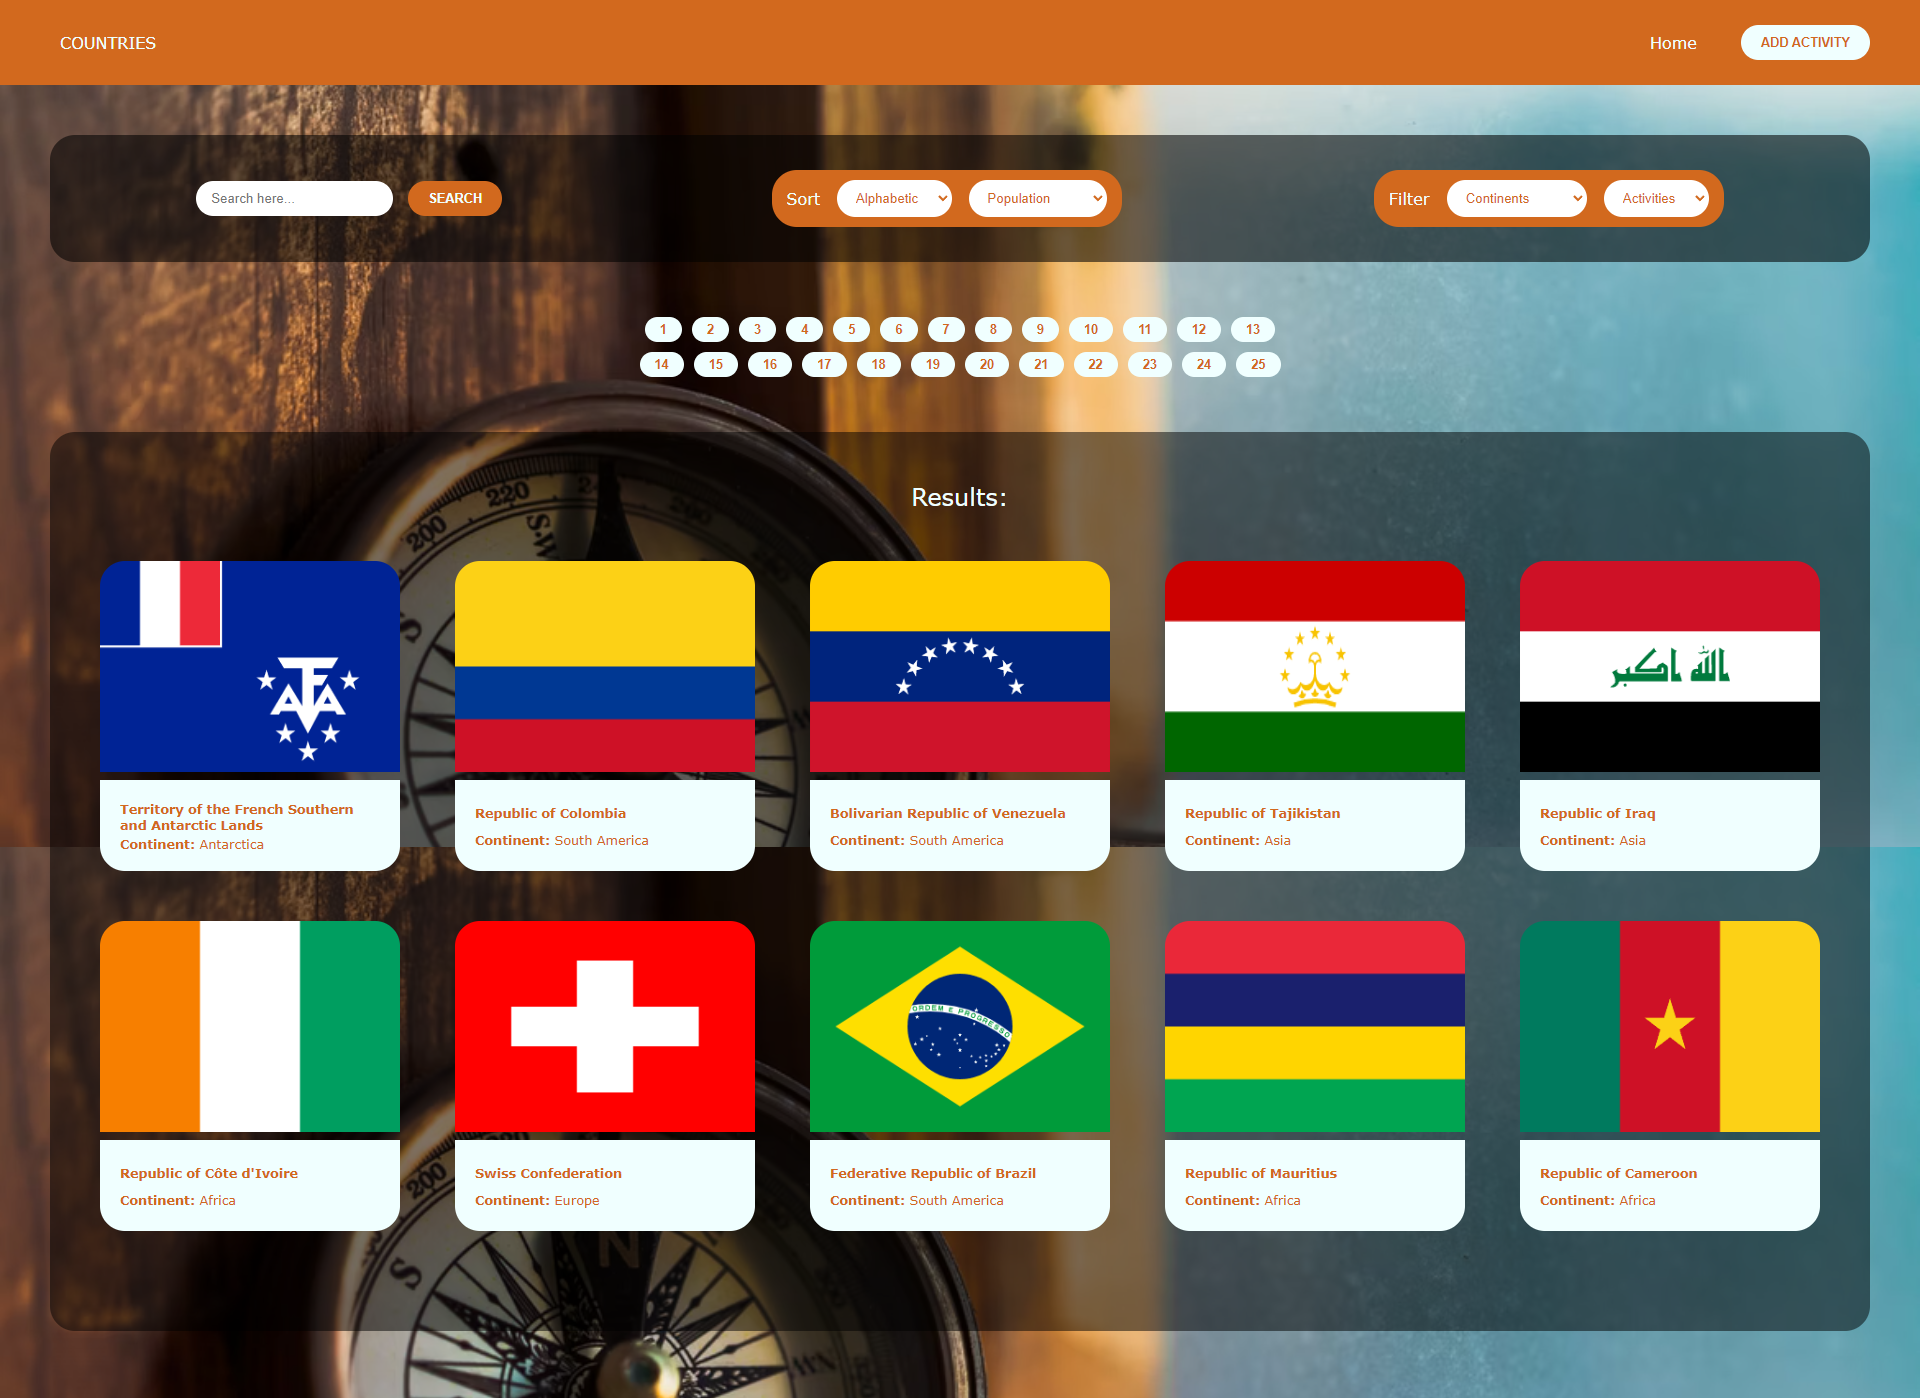 COUNTRIES
Home
ADD ACTIVITY
Search here...
SEARCH
Sort
Alphabetic
Population
Filter
Continents
Activities
1 2 3 4 5 6 7 8 9 10 11 12 13
14 15 16 17 18 19 20 21 22 23 24 25
200
220
S.W
S
Results:
TFAA
الله اكبر
Territory of the French Southern
and Antarctic Lands
Continent: Antarctica
Republic of Colombia
Continent: South America
Bolivarian Republic of Venezuela
Continent: South America
Republic of Tajikistan
Continent: Asia
Republic of Iraq
Continent: Asia
ORDEM E PROGRESSO
Republic of Côte d'Ivoire
Continent: Africa
Swiss Confederation
Continent: Europe
Federative Republic of Brazil
Continent: South America
Republic of Mauritius
Continent: Africa
Republic of Cameroon
Continent: Africa
200
S
N